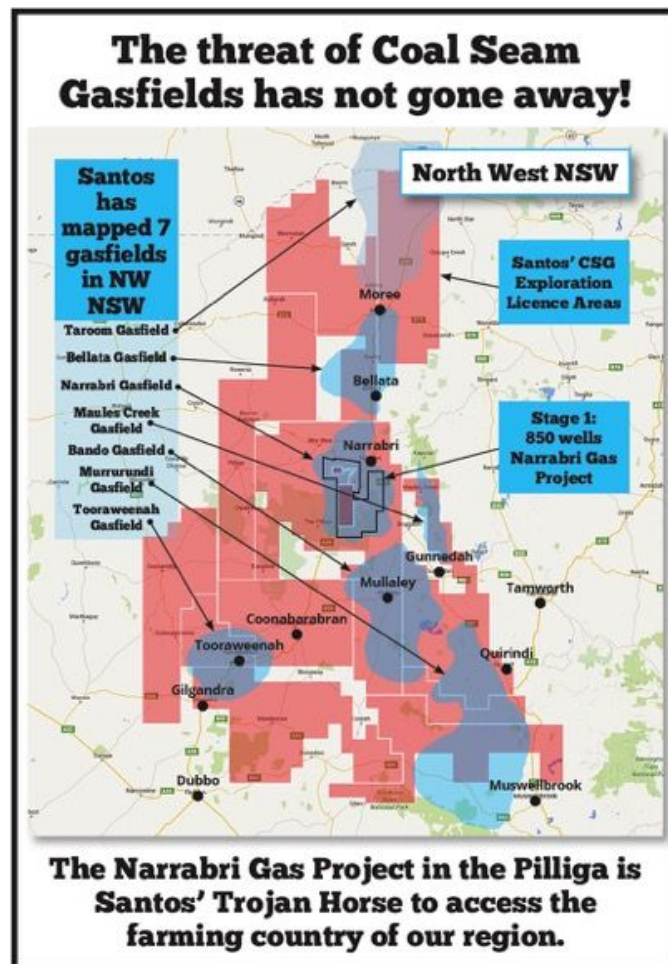 The threat of Coal Seam
Gasfields has not gone away!
North West NSW
Santos
has
mapped 7
gasfields
in NW
NSW
Santos' CSG
Exploration
Licence Areas
Taroom Gasfield
Bellata Gasfield
Narrabri Gasfield
Maules Creek
Gasfield
Bando Gasfield
Murrurundi
Gasfield
Tooraweenah
Gasfield
Stage 1:
850 wells
Narrabri Gas
Project
Moree
Bellata
Narrabri
Gunnedah
Mullaley
Tamworth
Coonabarabran
Tooraweenah
Quirindi
Gilgandra
Dubbo
Muswellbrook
The Narrabri Gas Project in the Pilliga is
Santos' Trojan Horse to access the
farming country of our region.